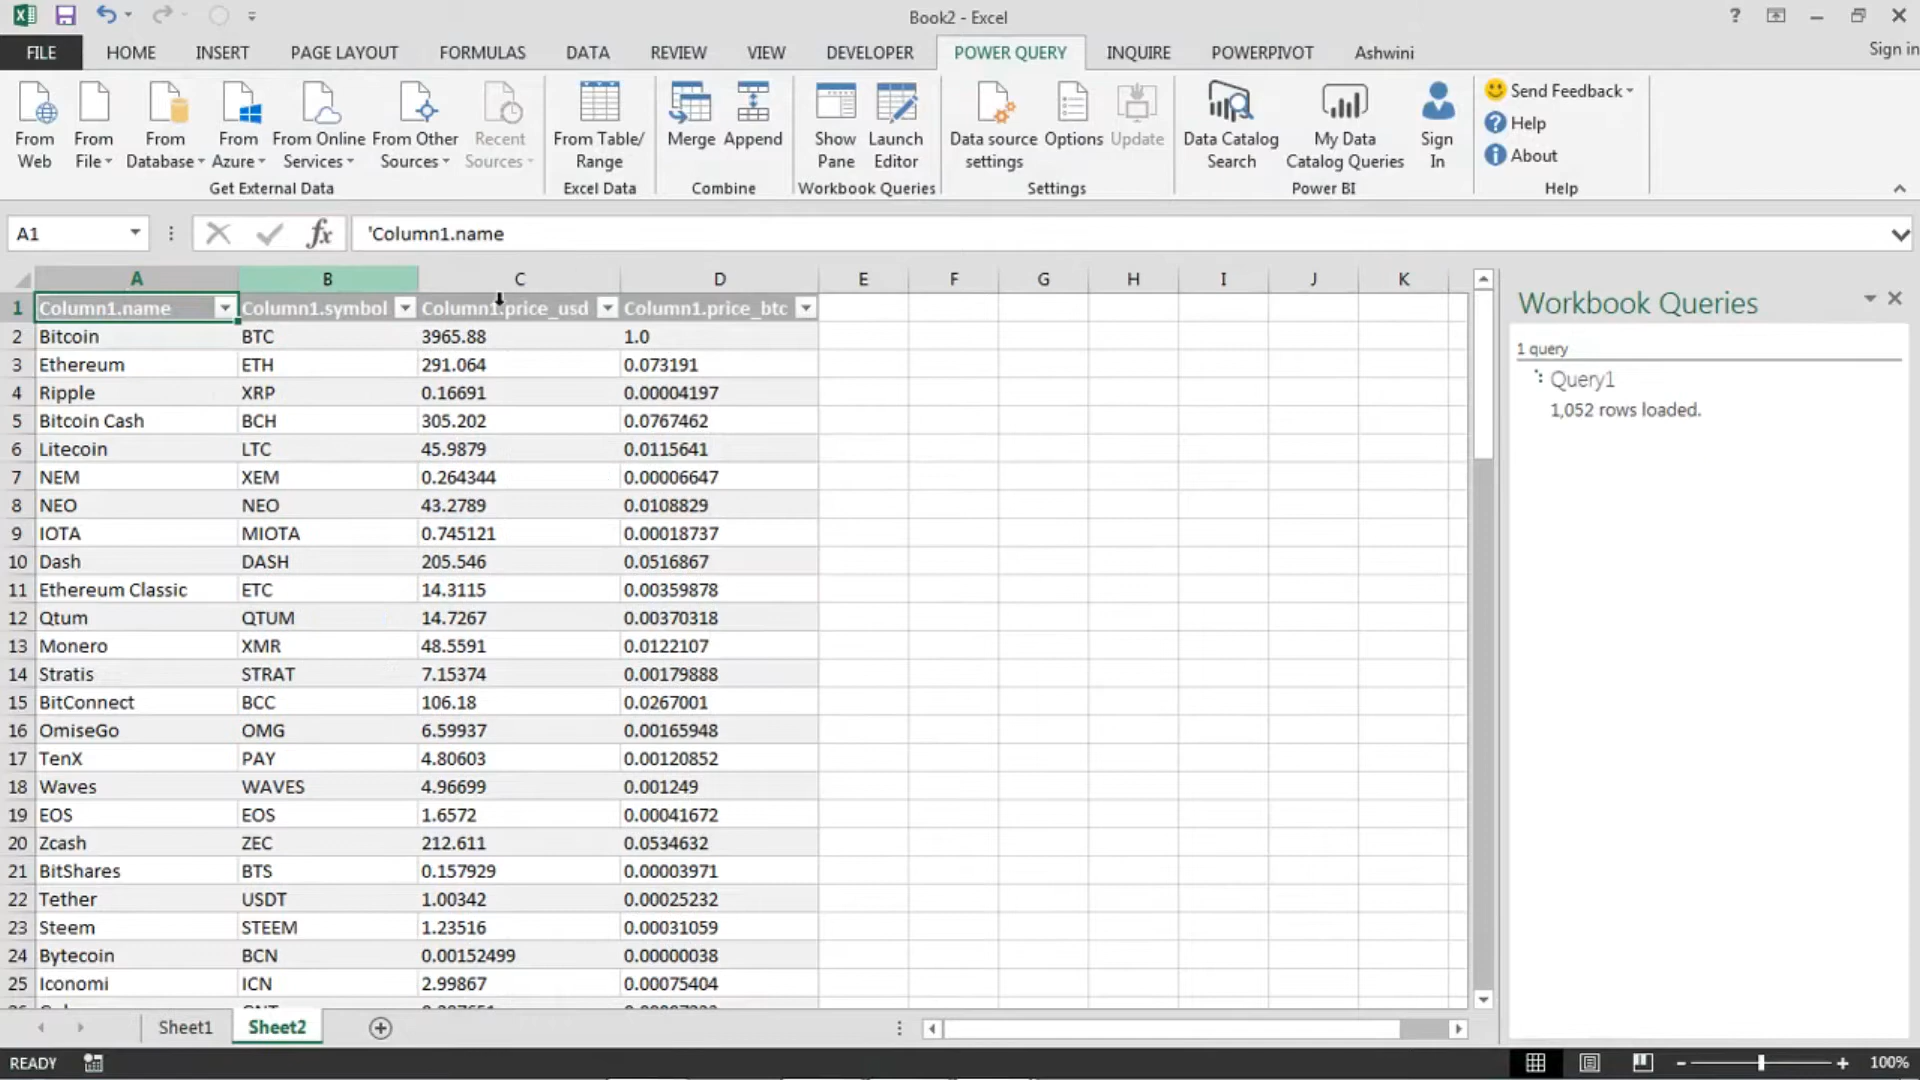 Book2 - Excel
?
Sign in
FILE HOME INSERT PAGE LAYOUT FORMULAS DATA REVIEW VIEW DEVELOPER POWER QUERY INQUIRE POWERPIVOT Ashwini
From Web
From File
From Database
From Azure
From Online Services
From Other Sources
Recent Sources
Get External Data
From Table/ Range
Excel Data
Merge
Append
Combine
Show Pane
Launch Editor
Workbook Queries
Data source settings
Options
Update
Settings
Data Catalog Search
My Data Catalog Queries
Sign In
Power BI
Send Feedback
Help
About
Help
A1 fx 'Column1.name
A B C D E F G H I J K
1 Column1.name Column1.symbol Column1.price_usd Column1.price_btc
2 Bitcoin BTC 3965.88 1.0
3 Ethereum ETH 291.064 0.073191
4 Ripple XRP 0.16691 0.00004197
5 Bitcoin Cash BCH 305.202 0.0767462
6 Litecoin LTC 45.9879 0.0115641
7 NEM XEM 0.264344 0.00006647
8 NEO NEO 43.2789 0.0108829
9 IOTA MIOTA 0.745121 0.00018737
10 Dash DASH 205.546 0.0516867
11 Ethereum Classic ETC 14.3115 0.00359878
12 Qtum QTUM 14.7267 0.00370318
13 Monero XMR 48.5591 0.0122107
14 Stratis STRAT 7.15374 0.00179888
15 BitConnect BCC 106.18 0.0267001
16 OmiseGo OMG 6.59937 0.00165948
17 TenX PAY 4.80603 0.00120852
18 Waves WAVES 4.96699 0.001249
19 EOS EOS 1.6572 0.00041672
20 Zcash ZEC 212.611 0.0534632
21 BitShares BTS 0.157929 0.00003971
22 Tether USDT 1.00342 0.00025232
23 Steem STEEM 1.23516 0.00031059
24 Bytecoin BCN 0.00152499 0.00000038
25 Iconomi ICN 2.99867 0.00075404
Workbook Queries
1 query
Query1
1,052 rows loaded.
Sheet1 Sheet2
READY
100%